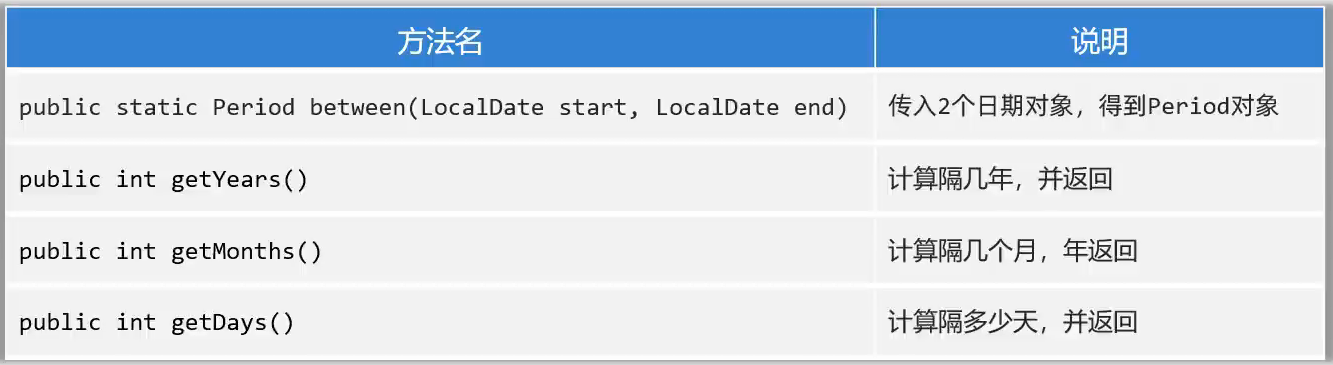 方法名 说明
public static Period between(LocalDate start, LocalDate end) 传入2个日期对象，得到Period对象
public int getYears() 计算隔几年，并返回
public int getMonths() 计算隔几个月，年返回
public int getDays() 计算隔多少天，并返回